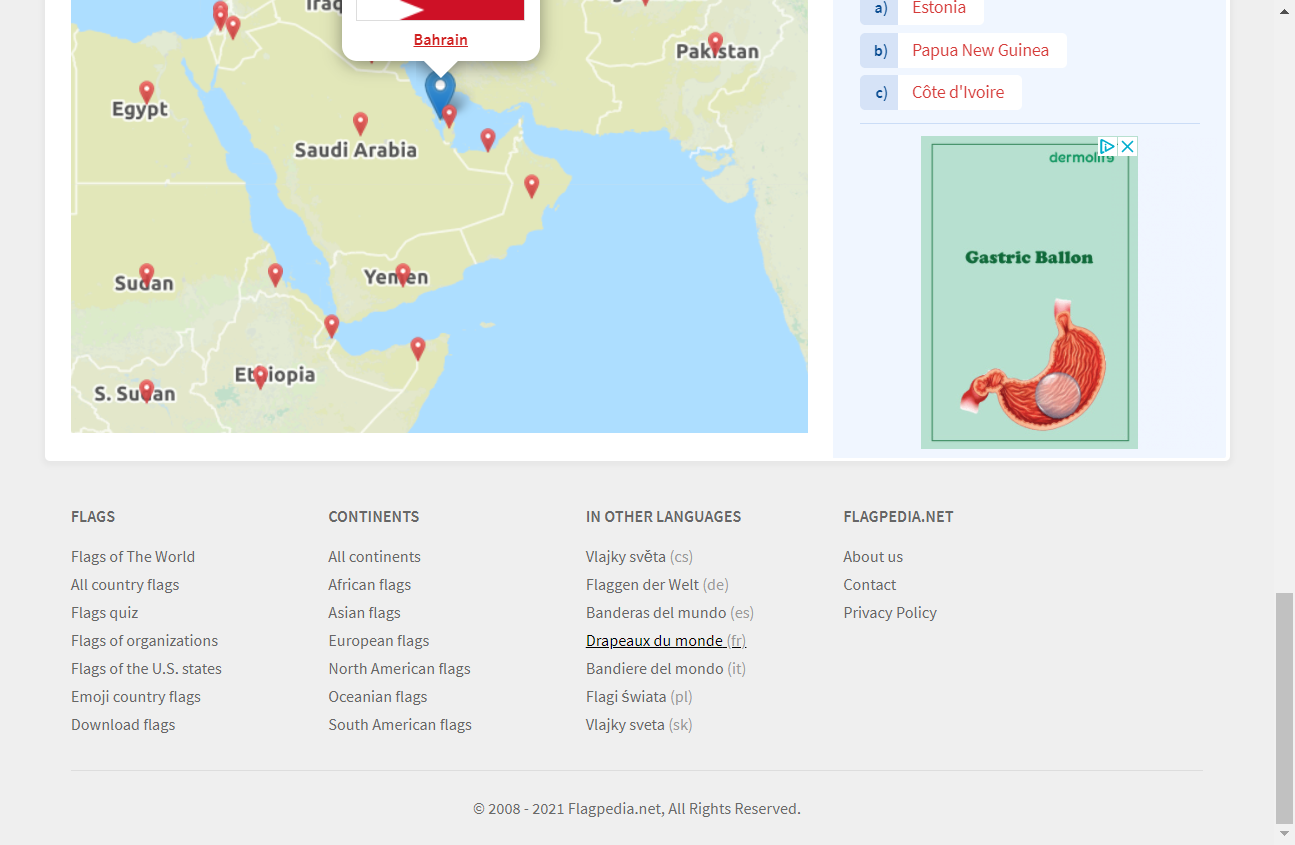 Iraq
Bahrain
Pakistan
Egypt
Saudi Arabia
Sudan
Yemen
Ethiopia
S. Sudan
a) Estonia
b) Papua New Guinea
c) Côte d'Ivoire
dermolifg
Gastric Ballon
FLAGS
Flags of The World
All country flags
Flags quiz
Flags of organizations
Flags of the U.S. states
Emoji country flags
Download flags
CONTINENTS
All continents
African flags
Asian flags
European flags
North American flags
Oceanian flags
South American flags
IN OTHER LANGUAGES
Vlajky světa (cs)
Flaggen der Welt (de)
Banderas del mundo (es)
Drapeaux du monde (fr)
Bandiere del mondo (it)
Flagi świata (pl)
Vlajky sveta (sk)
FLAGPEDIA.NET
About us
Contact
Privacy Policy
© 2008 - 2021 Flagpedia.net, All Rights Reserved.